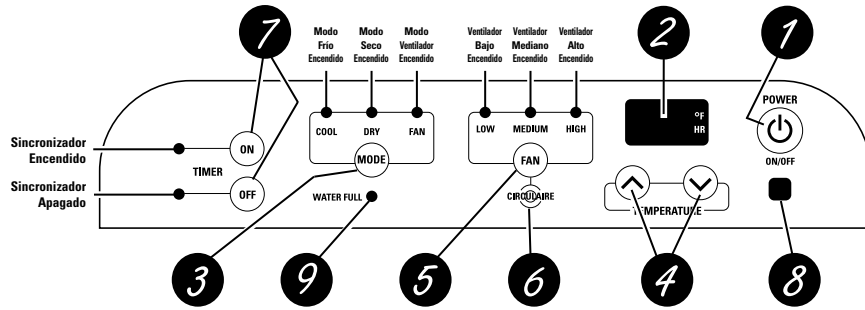 7
2
1
Modo
Frío
Encendido
Modo
Seco
Encendido
Modo
Ventilador
Encendido
Ventilador
Bajo
Encendido
Ventilador
Mediano
Encendido
Ventilador
Alto
Encendido
POWER
°F
HR
COOL DRY FAN
LOW MEDIUM HIGH
Sincronizador
Encendido
ON
TIMER
MODE
FAN
ON/OFF
Sincronizador
Apagado
OFF
WATER FULL
CIRCULAIRE
TEMPERATURE
3
9
5
6
4
8